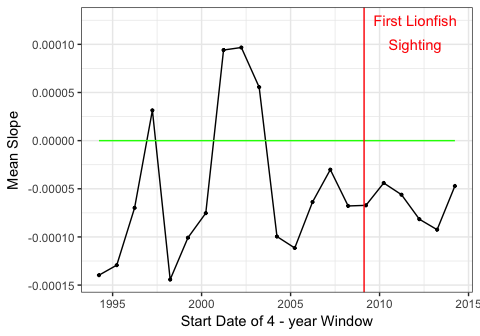 First Lionfish
Sighting
0.00010
0.00005
0.00000
-0.00005
-0.00010
-0.00015
Mean Slope
1995
2000
2005
2010
2015
Start Date of 4 - year Window